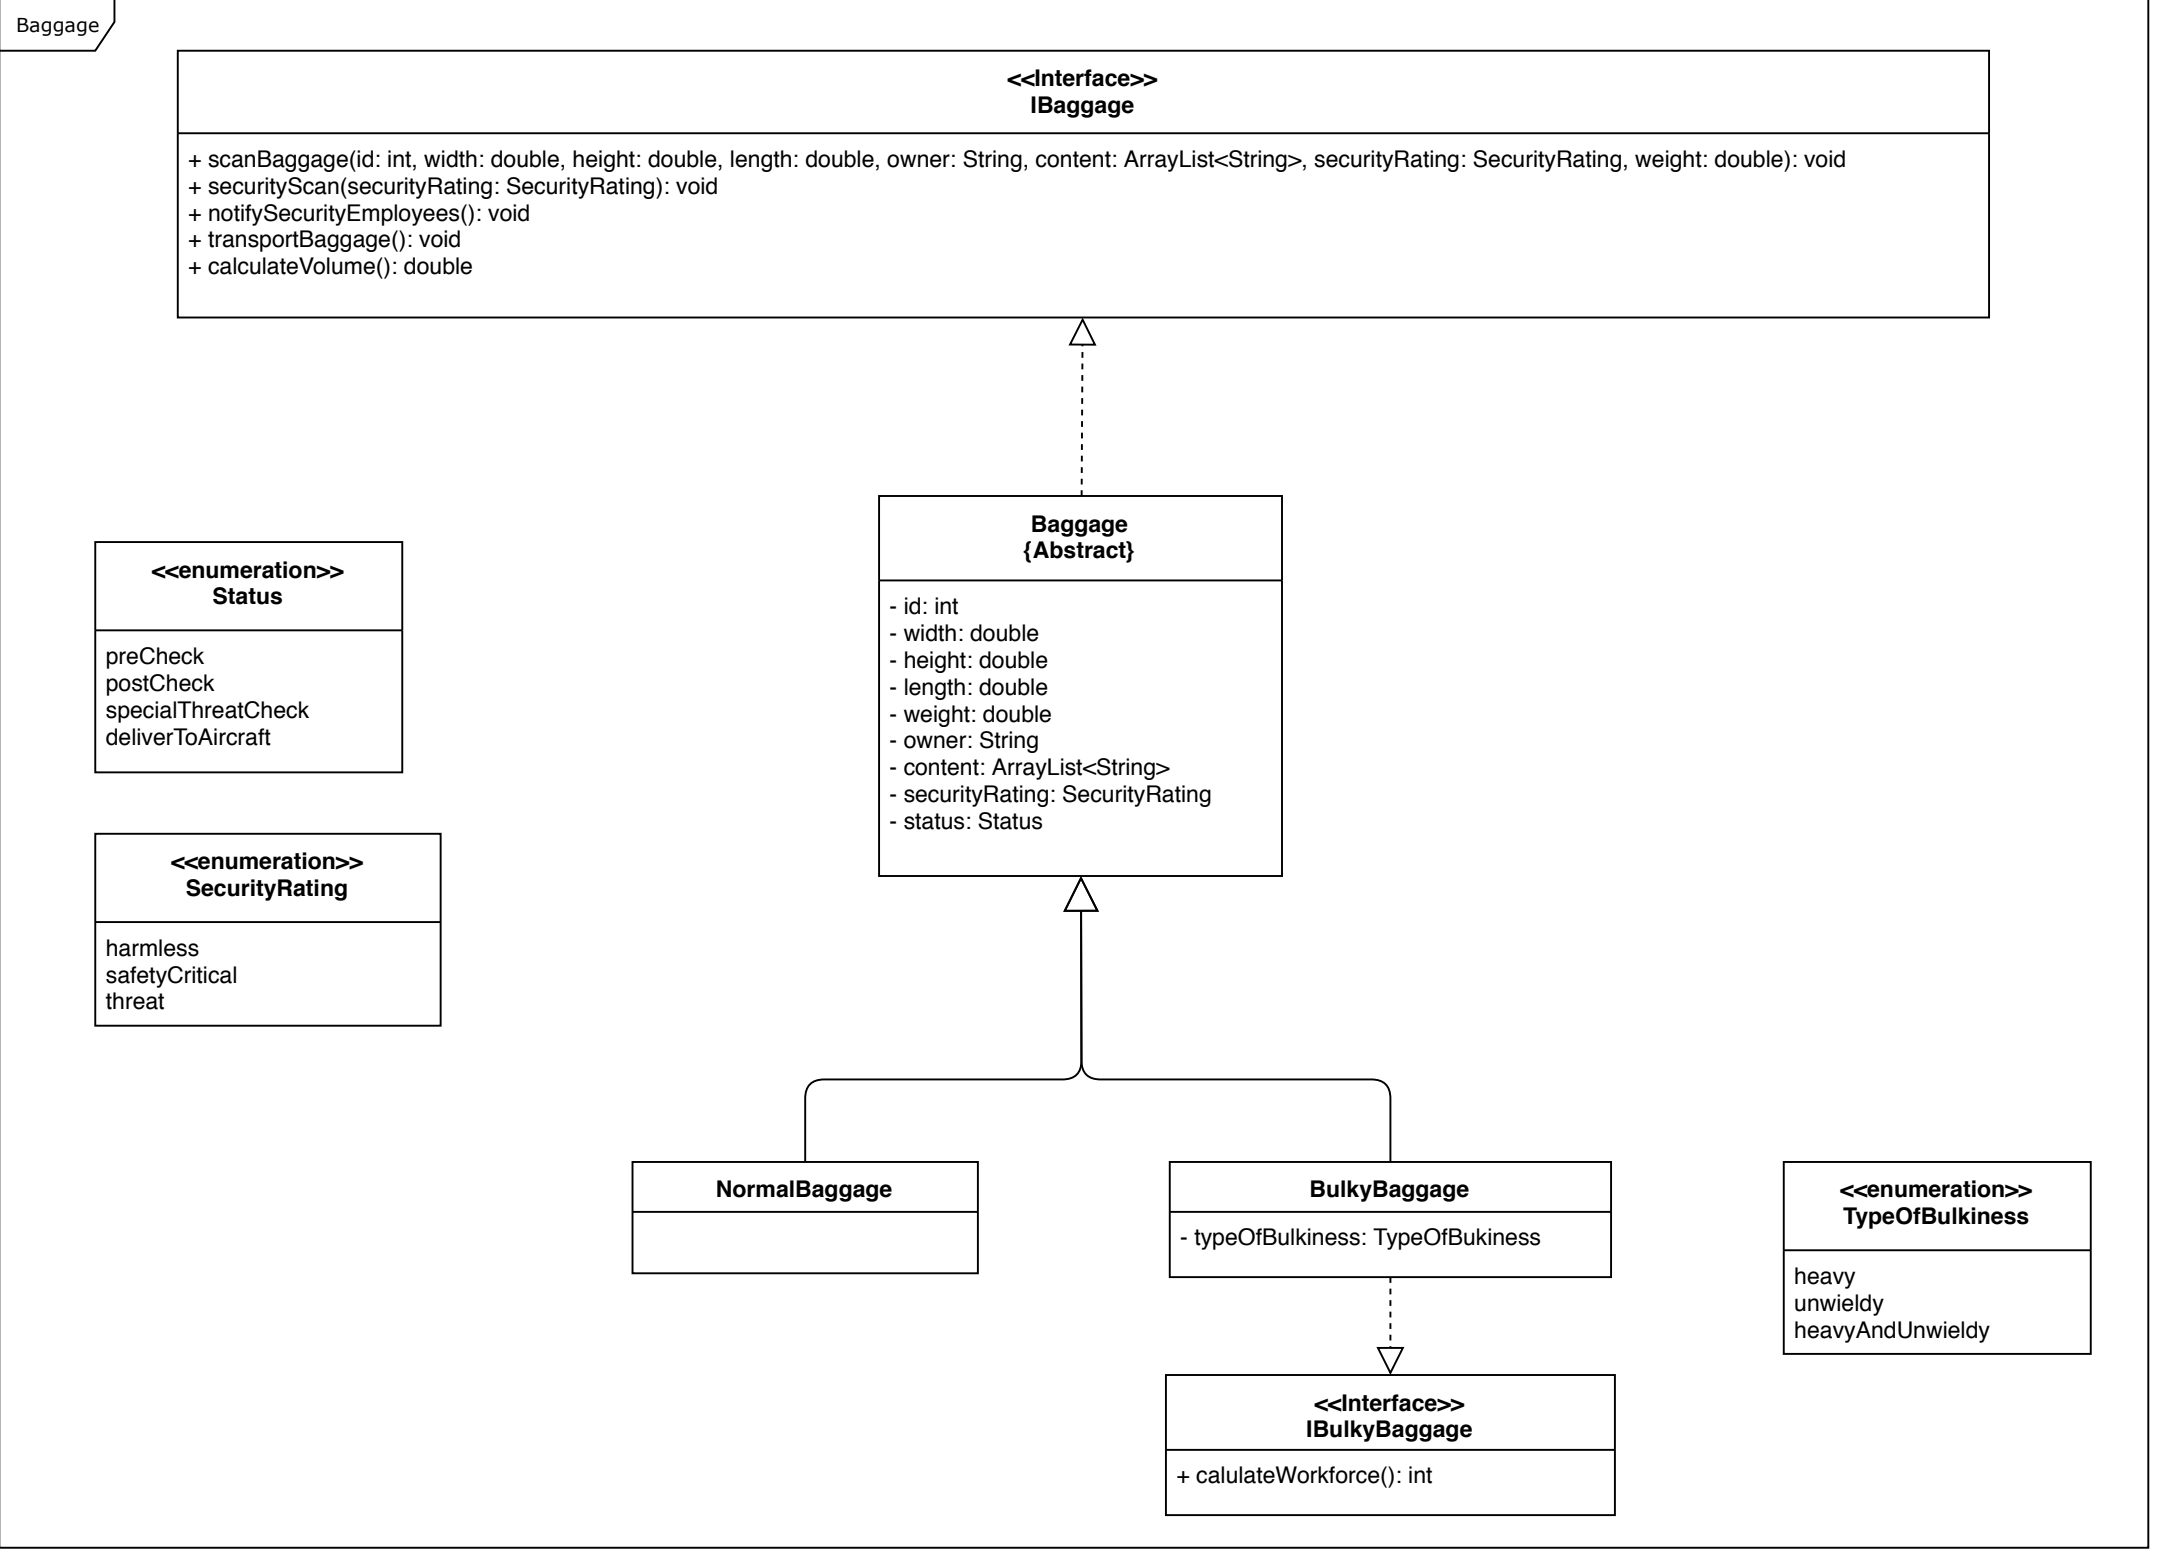 Baggage
<<Interface>>
IBaggage
+ scanBaggage(id: int, width: double, height: double, length: double, owner: String, content: ArrayList<String>, securityRating: SecurityRating, weight: double): void
+ securityScan(securityRating: SecurityRating): void
+ notifySecurityEmployees(): void
+ transportBaggage(): void
+ calculateVolume(): double
Baggage
{Abstract}
- id: int
- width: double
- height: double
- length: double
- weight: double
- owner: String
- content: ArrayList<String>
- securityRating: SecurityRating
- status: Status
<<enumeration>>
Status
preCheck
postCheck
specialThreatCheck
deliverToAircraft
<<enumeration>>
SecurityRating
harmless
safetyCritical
threat
NormalBaggage
BulkyBaggage
- typeOfBulkiness: TypeOfBukiness
<<enumeration>>
TypeOfBulkiness
heavy
unwieldy
heavyAndUnwieldy
<<Interface>>
IBulkyBaggage
+ calulateWorkforce(): int